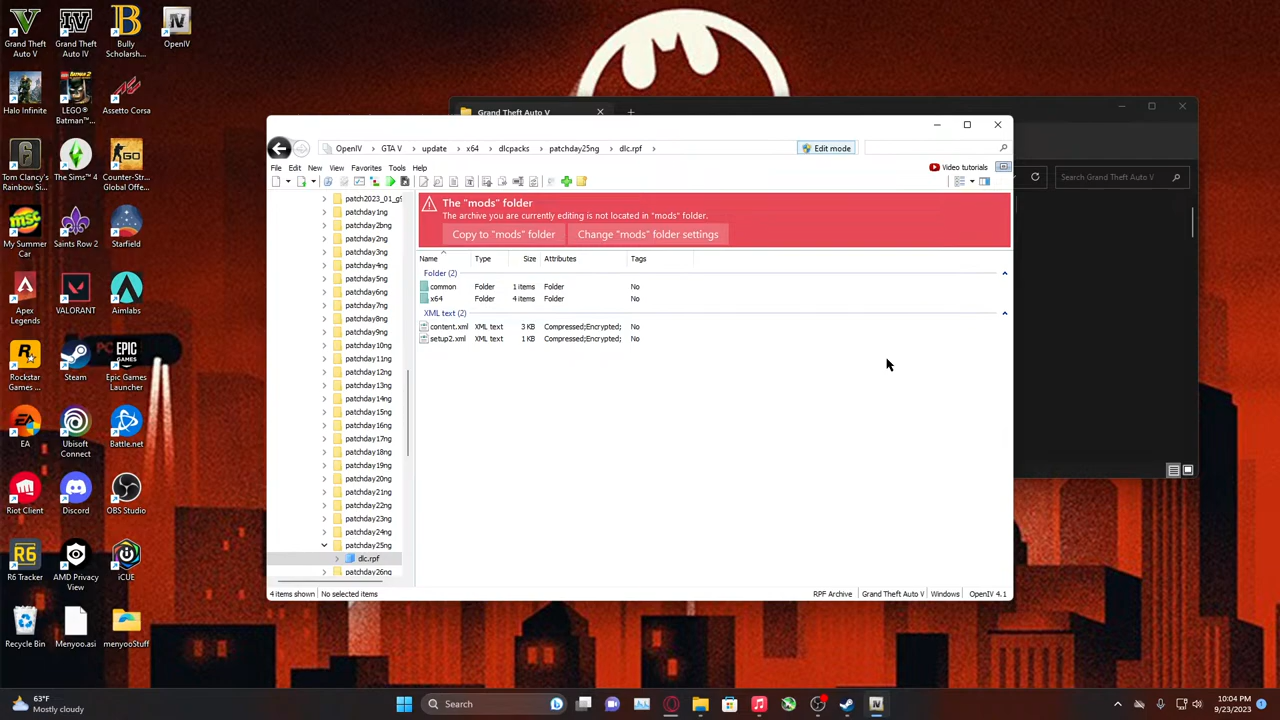 Grand Theft Auto V
Grand Theft Auto IV
Bully Scholarsh...
OpenIV
Halo Infinite
LEGO® Batman™...
Assetto Corsa
Tom Clancy's Rainbow Si...
The Sims™ 4
Counter-Str... Global Offe...
My Summer Car
Saints Row 2
Starfield
Apex Legends
VALORANT
Aimlabs
Rockstar Games ...
Steam
Epic Games Launcher
EA
Ubisoft Connect
Battle.net
Riot Client
Discord
OBS Studio
R6 Tracker
AMD Privacy View
iCUE
Recycle Bin
Menyoo.asi
menyooStuff
Grand Theft Auto V
Search Grand Theft Auto V
OpenIV > GTA V > update > x64 > dlcpacks > patchday25ng > dlc.rpf >
Edit mode
File Edit New View Favorites Tools Help
Video tutorials
patch2023_01_g9
patchday1ng
patchday2bng
patchday2ng
patchday3ng
patchday4ng
patchday5ng
patchday6ng
patchday7ng
patchday8ng
patchday9ng
patchday10ng
patchday11ng
patchday12ng
patchday13ng
patchday14ng
patchday15ng
patchday16ng
patchday17ng
patchday18ng
patchday19ng
patchday20ng
patchday21ng
patchday22ng
patchday23ng
patchday24ng
patchday25ng
dlc.rpf
patchday26ng
The "mods" folder
The archive you are currently editing is not located in "mods" folder.
Copy to "mods" folder Change "mods" folder settings
Name Type Size Attributes Tags
Folder (2)
common Folder 1 items Folder No
x64 Folder 4 items Folder No
XML text (2)
content.xml XML text 3 KB Compressed;Encrypted; No
setup2.xml XML text 1 KB Compressed;Encrypted; No
4 items shown No selected items RPF Archive Grand Theft Auto V Windows OpenIV 4.1
63°F
Mostly cloudy
Search
10:04 PM
9/23/2023